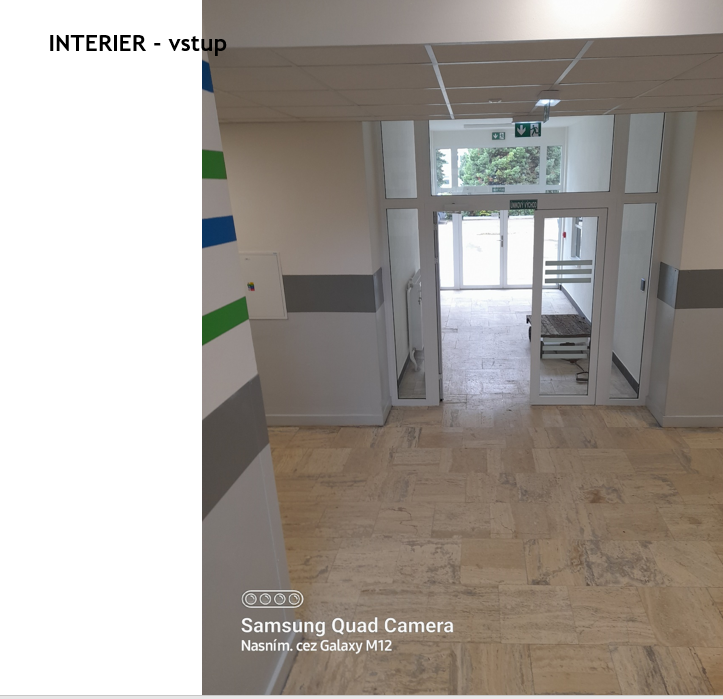 INTERIER - vstup
Samsung Quad Camera
Nasním. cez Galaxy M12